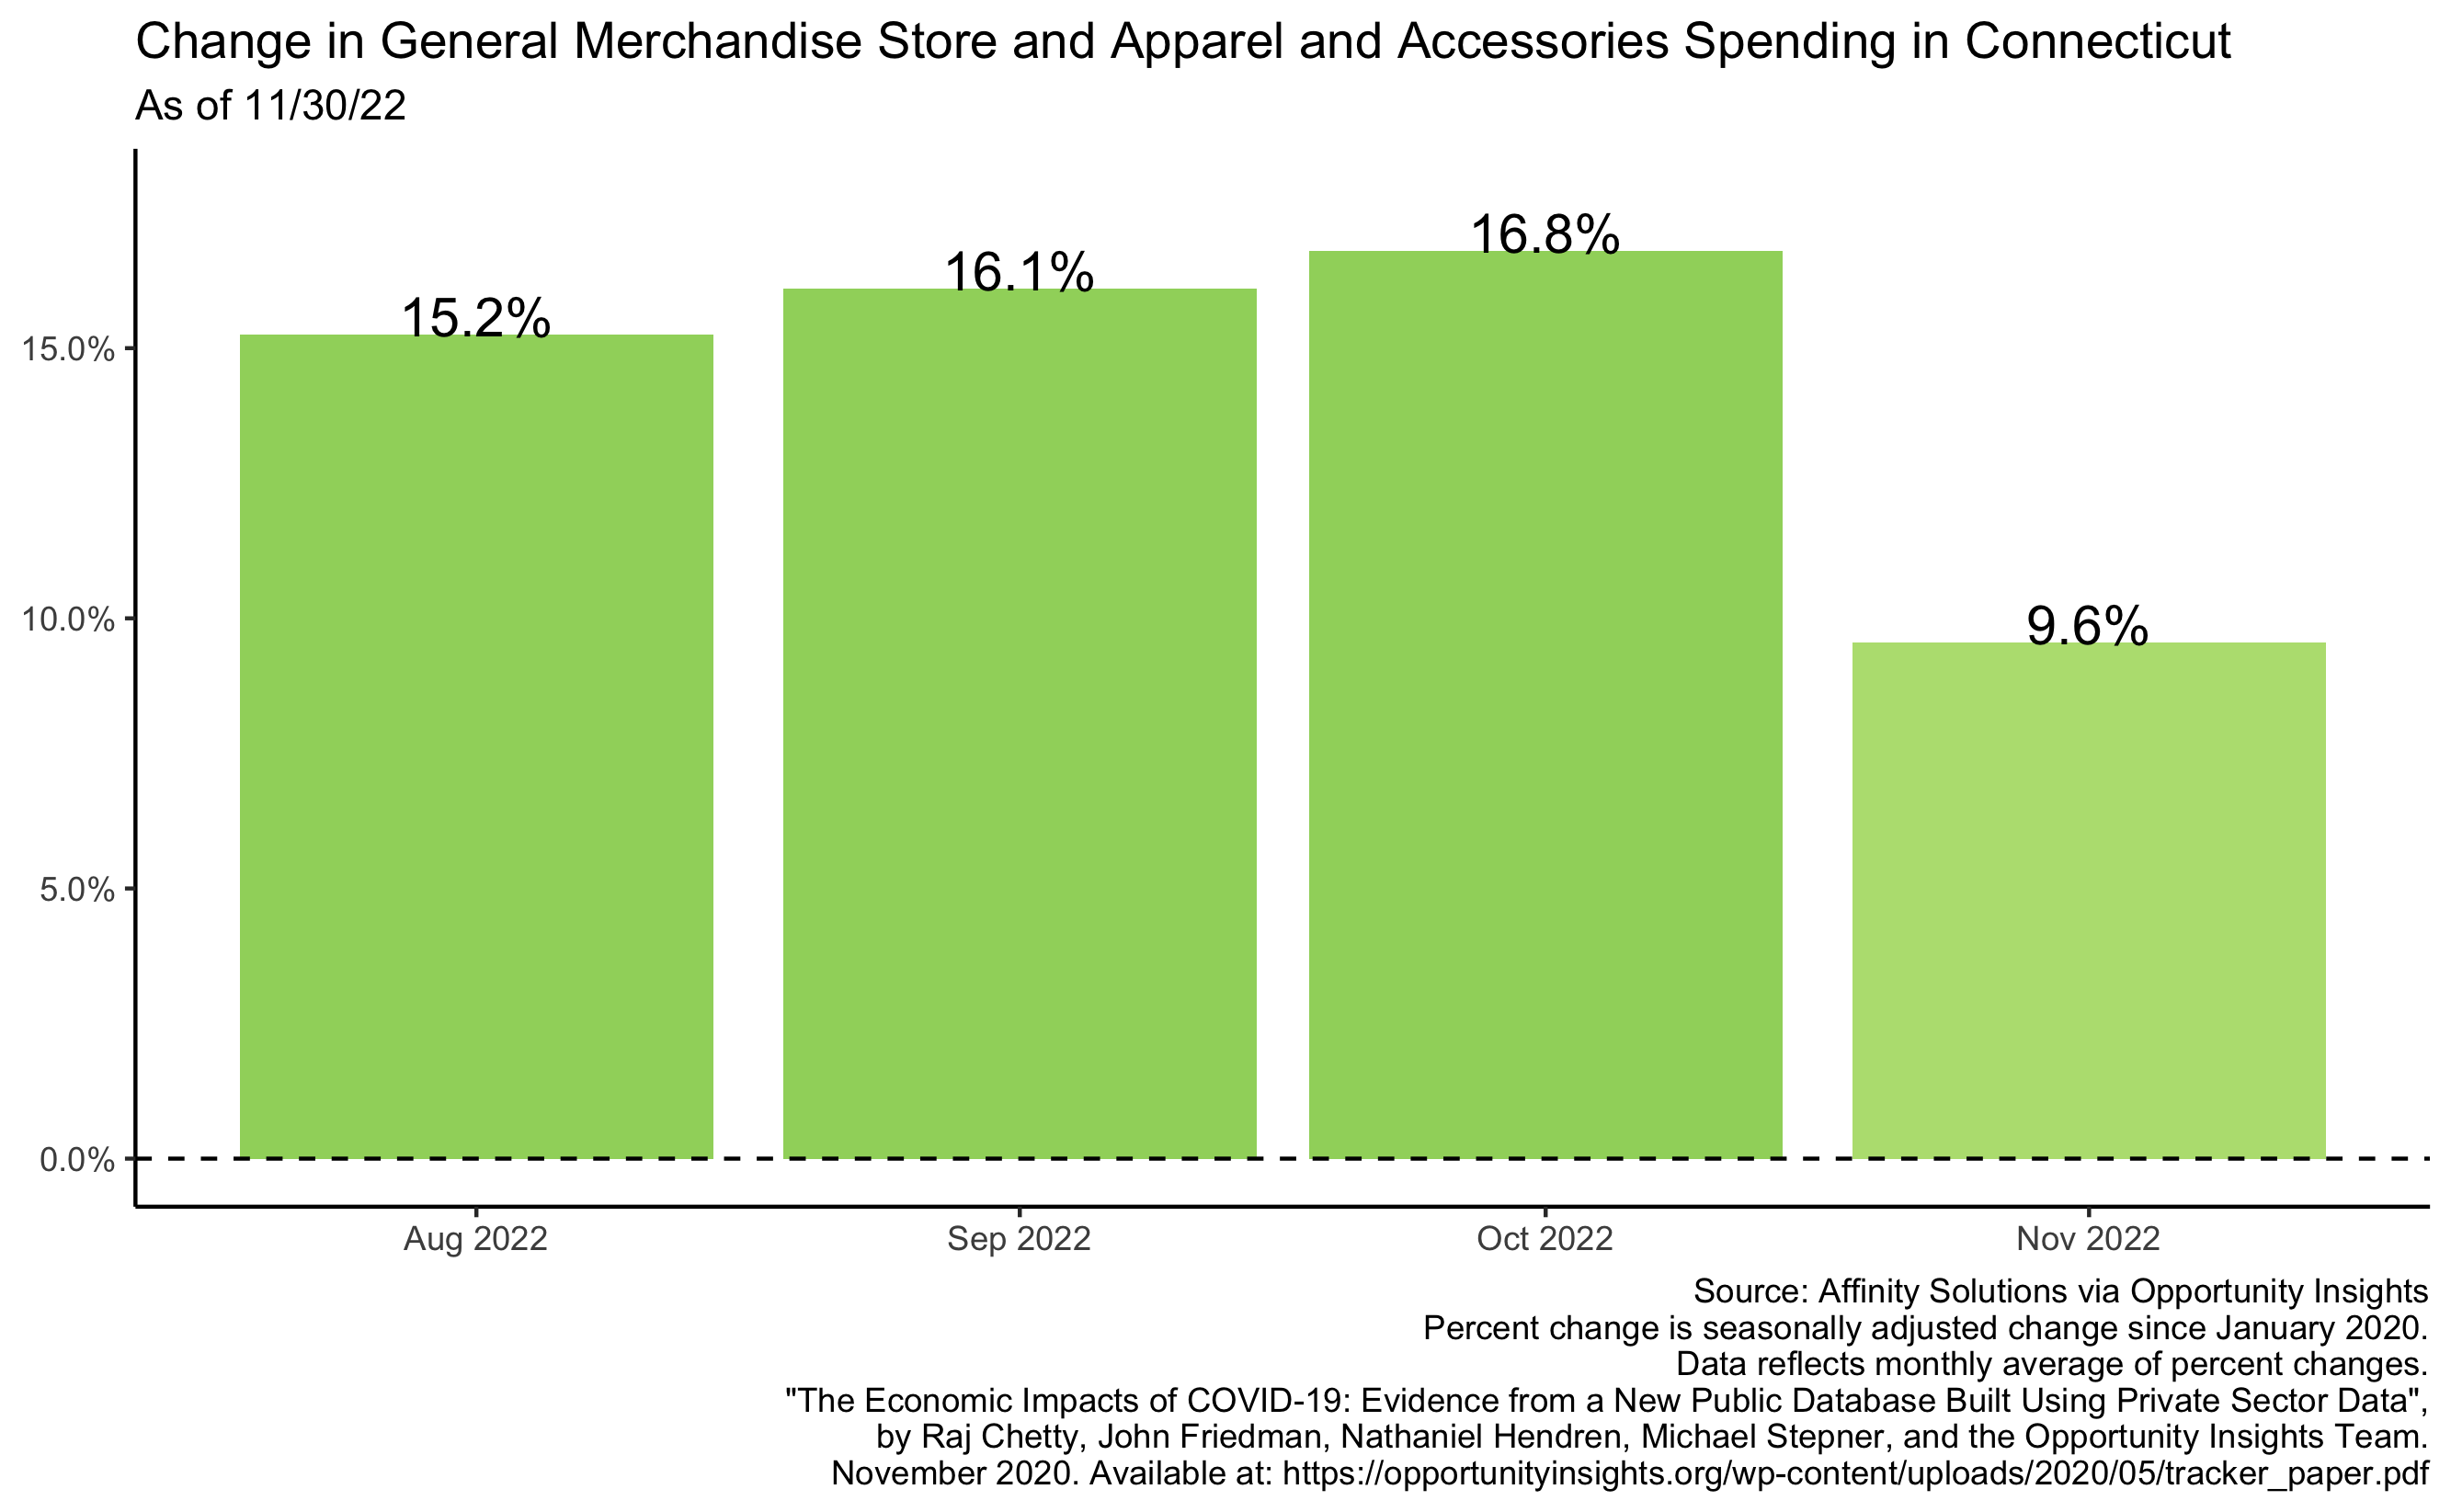 Change in General Merchandise Store and Apparel and Accessories Spending in Connecticut
As of 11/30/22
16.8%
16.1%
15.2%
15.0%
10.0%
9.6%
5.0%
0.0%
Aug 2022 Sep 2022 Oct 2022 Nov 2022
Source: Affinity Solutions via Opportunity Insights
Percent change is seasonally adjusted change since January 2020.
Data reflects monthly average of percent changes.
"The Economic Impacts of COVID-19: Evidence from a New Public Database Built Using Private Sector Data",
by Raj Chetty, John Friedman, Nathaniel Hendren, Michael Stepner, and the Opportunity Insights Team.
November 2020. Available at: https://opportunityinsights.org/wp-content/uploads/2020/05/tracker_paper.pdf